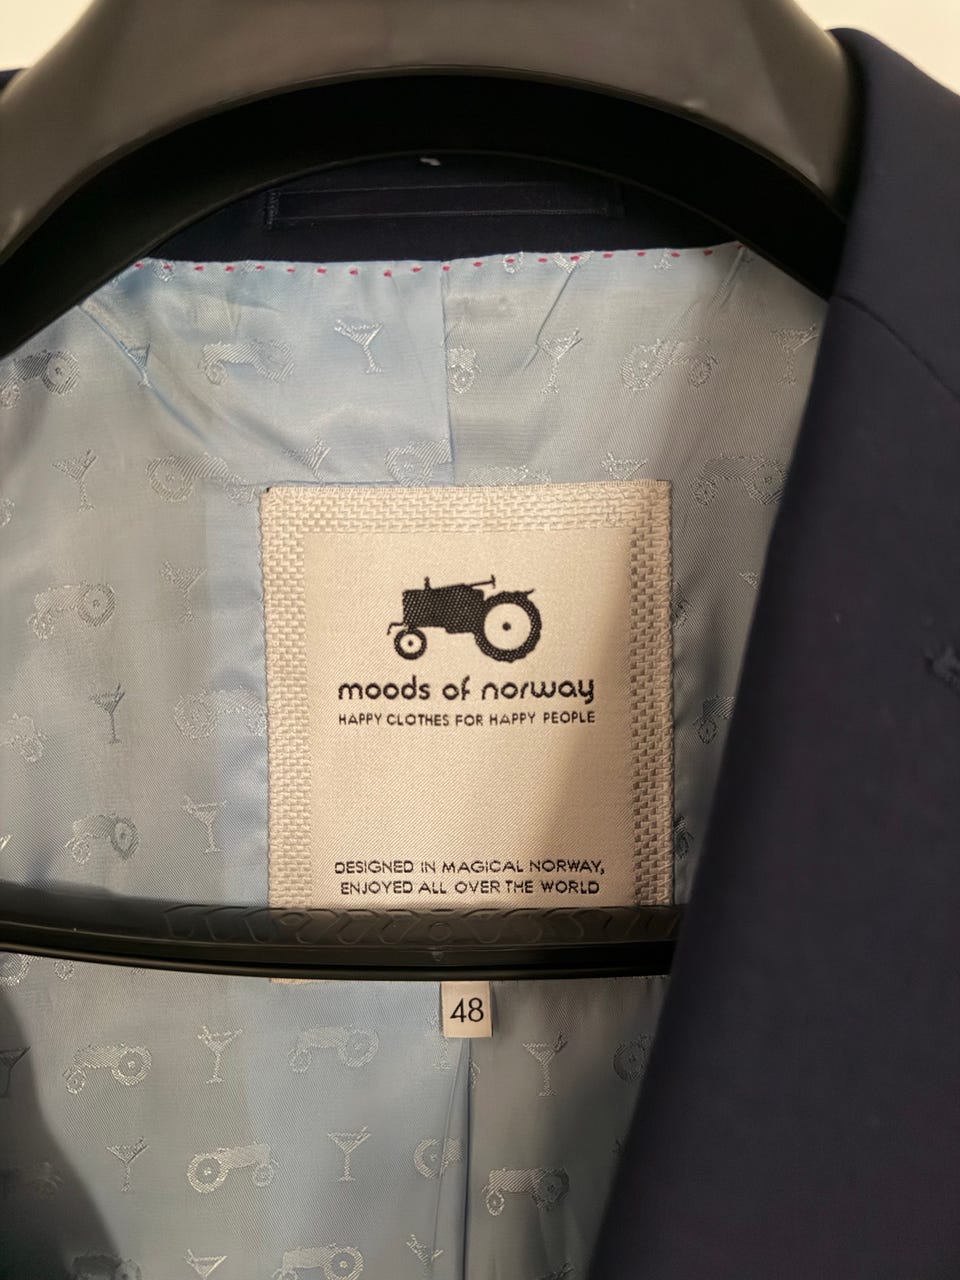 moods of norway
HAPPY CLOTHES FOR HAPPY PEOPLE
DESIGNED IN MAGICAL NORWAY,
ENJOYED ALL OVER THE WORLD
48